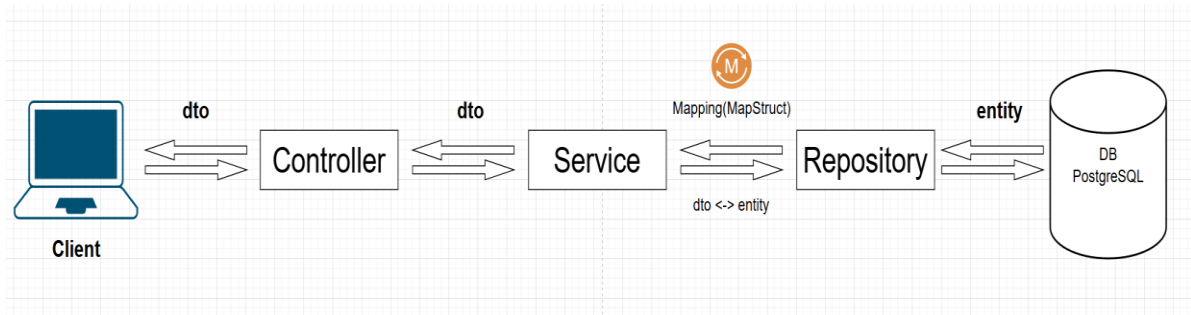 M
Mapping(MapStruct)
dto
dto
entity
Controller
Service
Repository
DB
PostgreSQL
dto <-> entity
Client